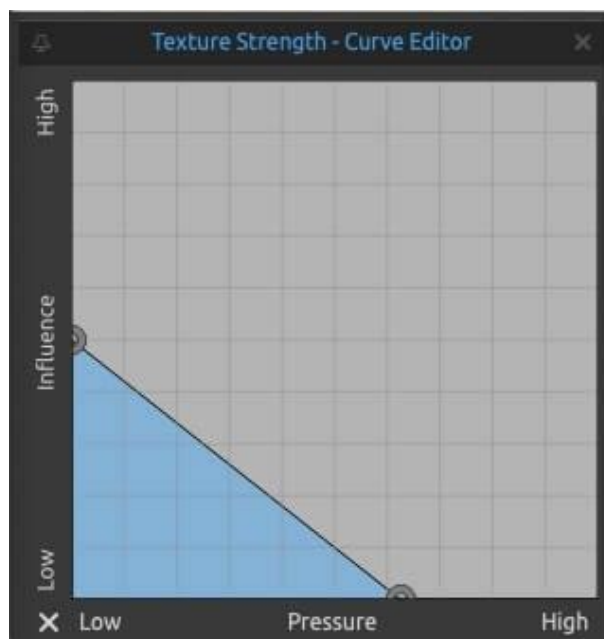 Texture Strength - Curve Editor
High
Influence
Low
Low Pressure High